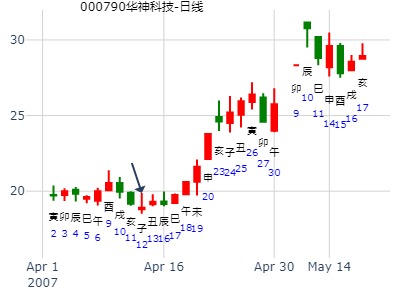 000790华神科技-日线
30
25
20
寅 卯 辰 巳 午 酉 戌 亥 子 丑 辰 巳 午 未 申 亥 子 丑 寅 卯 午 卯 辰 巳 申 酉 戌 亥
2 3 4 5 6 9 10 11 12 13 16 17 18 19 20 23 24 25 26 27 30 9 10 11 14 15 16 17
Apr 1 Apr 16 Apr 30 May 14
2007